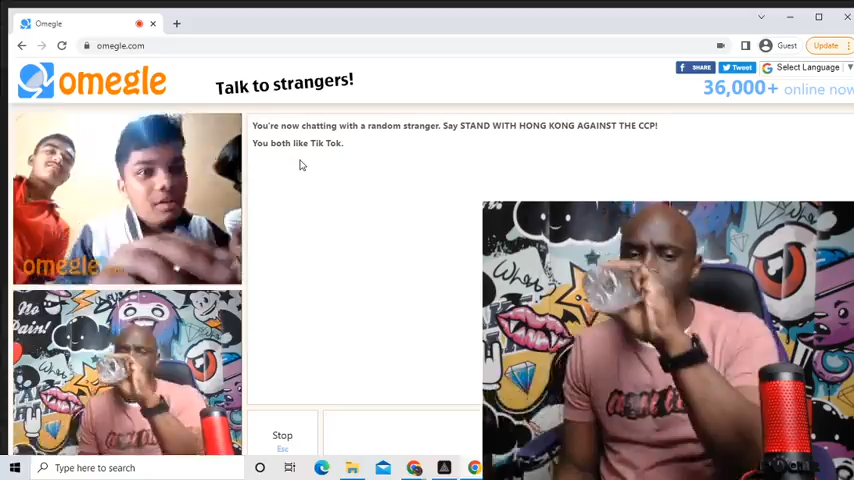 Omegle
omegle.com
Guest
Update
omegle
Talk to strangers!
SHARE
Tweet
Select Language
36,000+ online now
You're now chatting with a random stranger. Say STAND WITH HONG KONG AGAINST THE CCP!
You both like Tik Tok.
omegle
No
Pain!
Stop
Esc
Type here to search